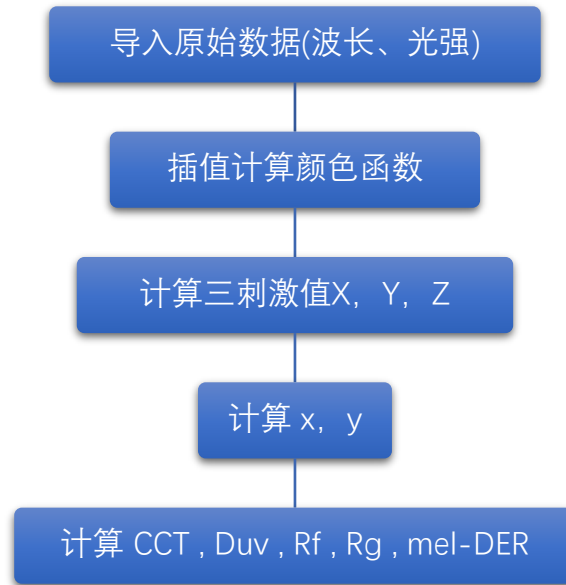 导入原始数据(波长、光强)
插值计算颜色函数
计算三刺激值X，Y，Z
计算 x，y
计算 CCT , Duv , Rf , Rg , mel-DER